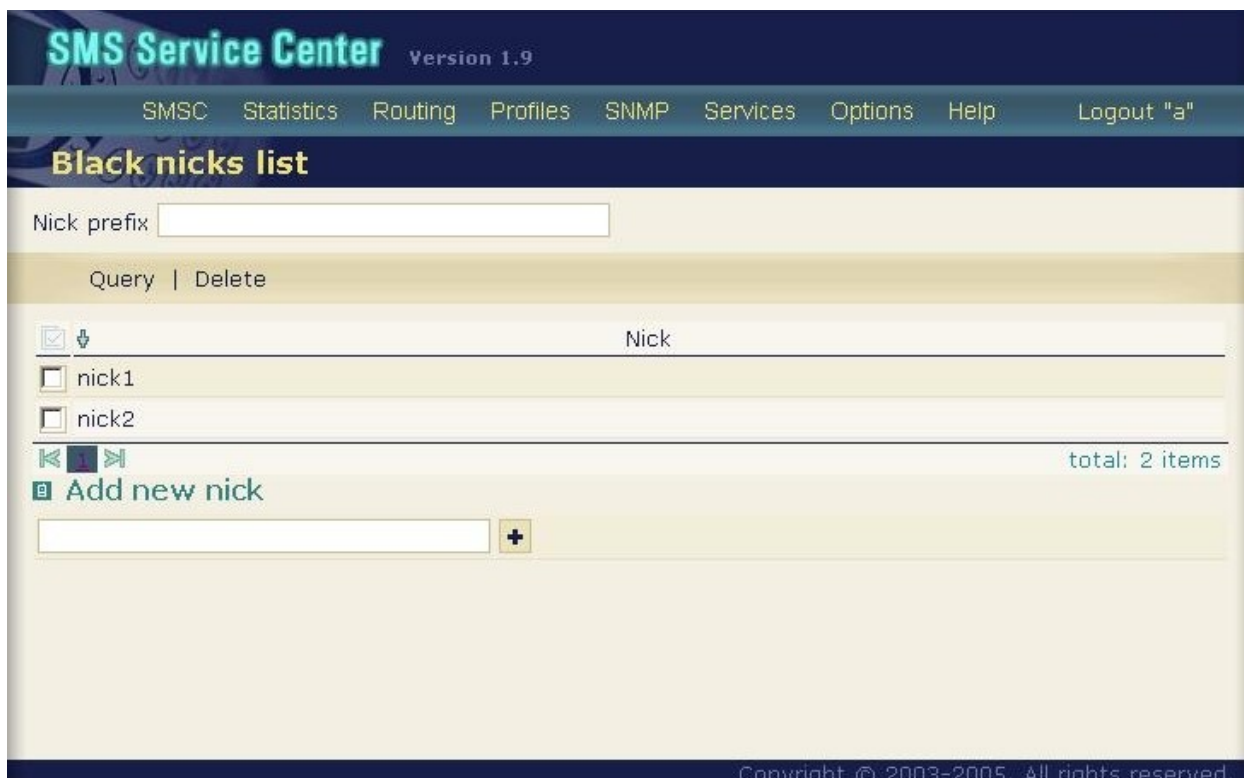 SMS Service Center Version 1.9
SMSC Statistics Routing Profiles SNMP Services Options Help Logout "a"
Black nicks list
Nick prefix
Query | Delete
Nick
nick1
nick2
1 total: 2 items
Add new nick
Copyright © 2003-2005. All rights reserved